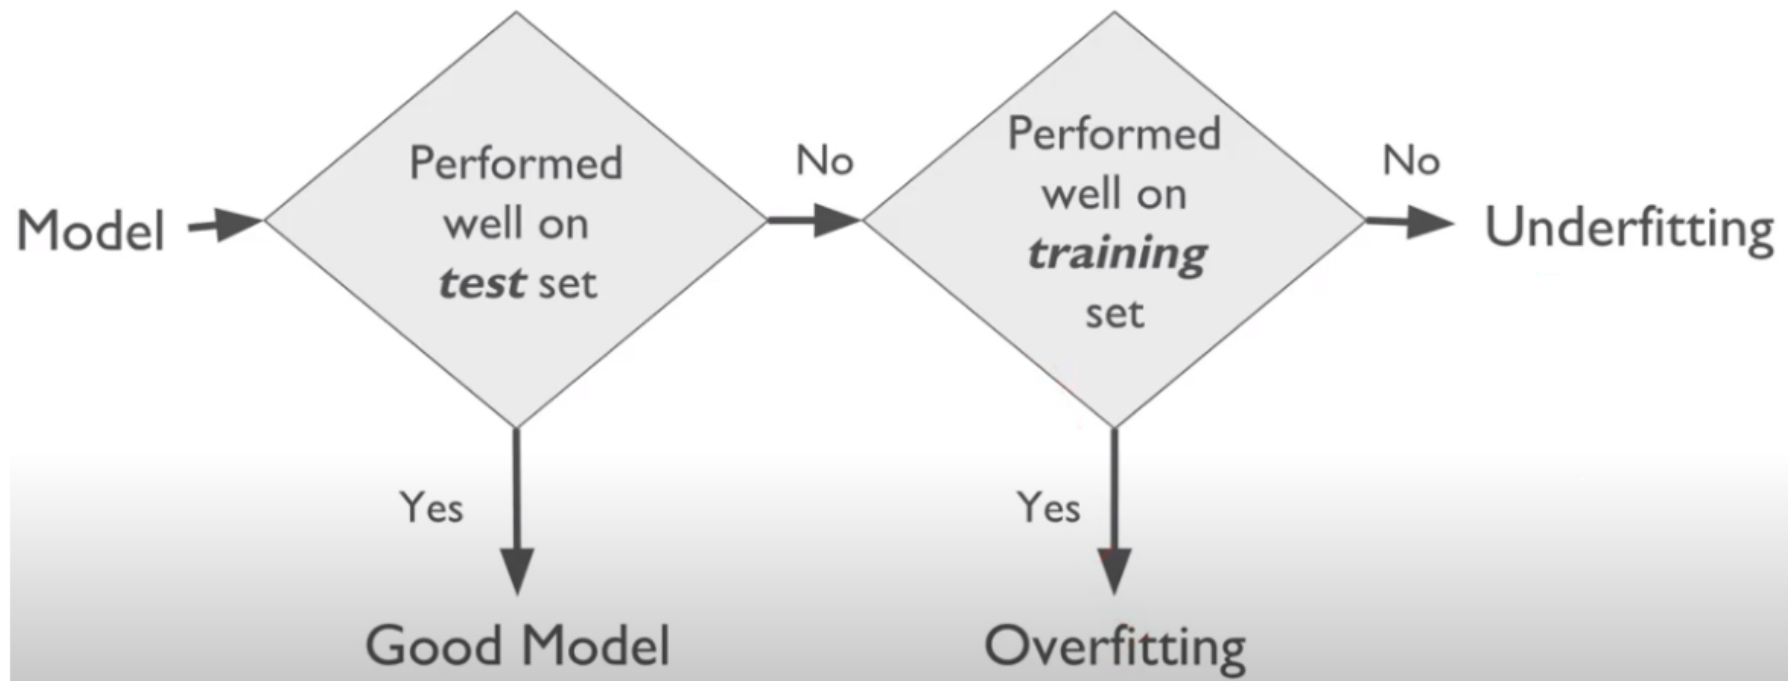 Model
Performed
well on
test set
No
Performed
well on
training
set
No
Underfitting
Yes
Good Model
Yes
Overfitting